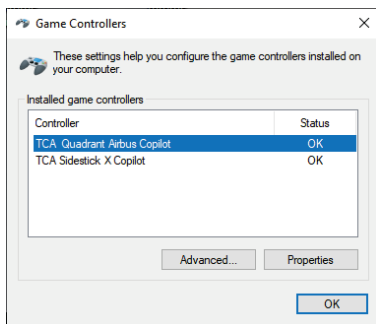 Game Controllers
These settings help you configure the game controllers installed on
your computer.
Installed game controllers
Controller Status
TCA Quadrant Airbus Copilot OK
TCA Sidestick X Copilot OK
Advanced... Properties
OK